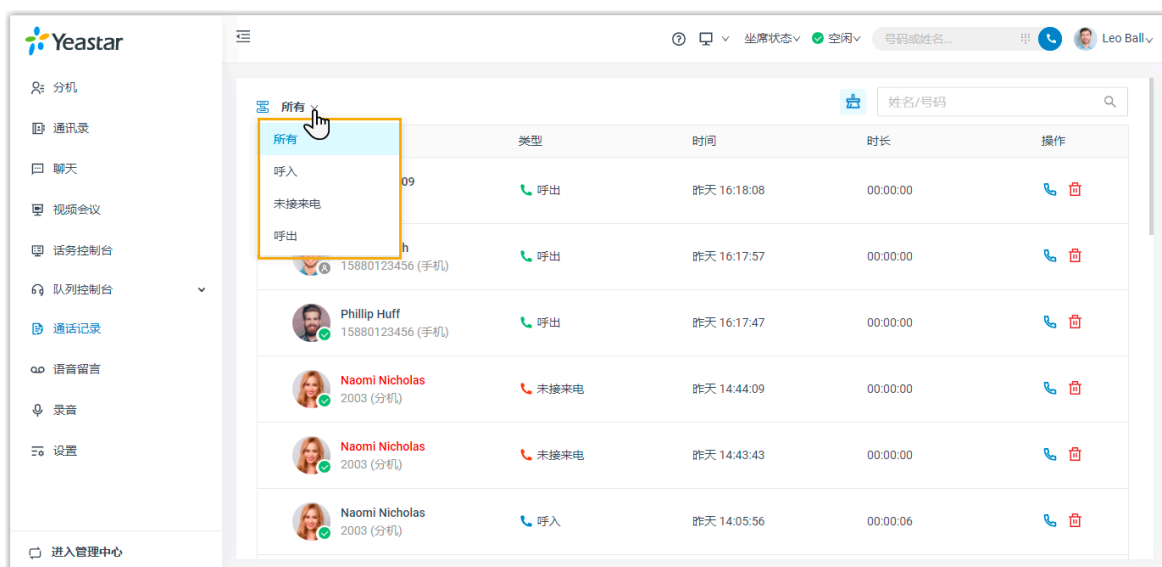 Yeastar
坐席状态
空闲
号码或姓名...
Leo Ball
分机
通讯录
聊天
视频会议
话务控制台
队列控制台
通话记录
语音留言
录音
设置
进入管理中心
所有
姓名/号码
所有
呼入
未接来电
呼出
类型
时间
时长
操作
09
呼出
昨天 16:18:08
00:00:00
h
15880123456 (手机)
呼出
昨天 16:17:57
00:00:00
Phillip Huff
15880123456 (手机)
呼出
昨天 16:17:47
00:00:00
Naomi Nicholas
2003 (分机)
未接来电
昨天 14:44:09
00:00:00
Naomi Nicholas
2003 (分机)
未接来电
昨天 14:43:43
00:00:00
Naomi Nicholas
2003 (分机)
呼入
昨天 14:05:56
00:00:06